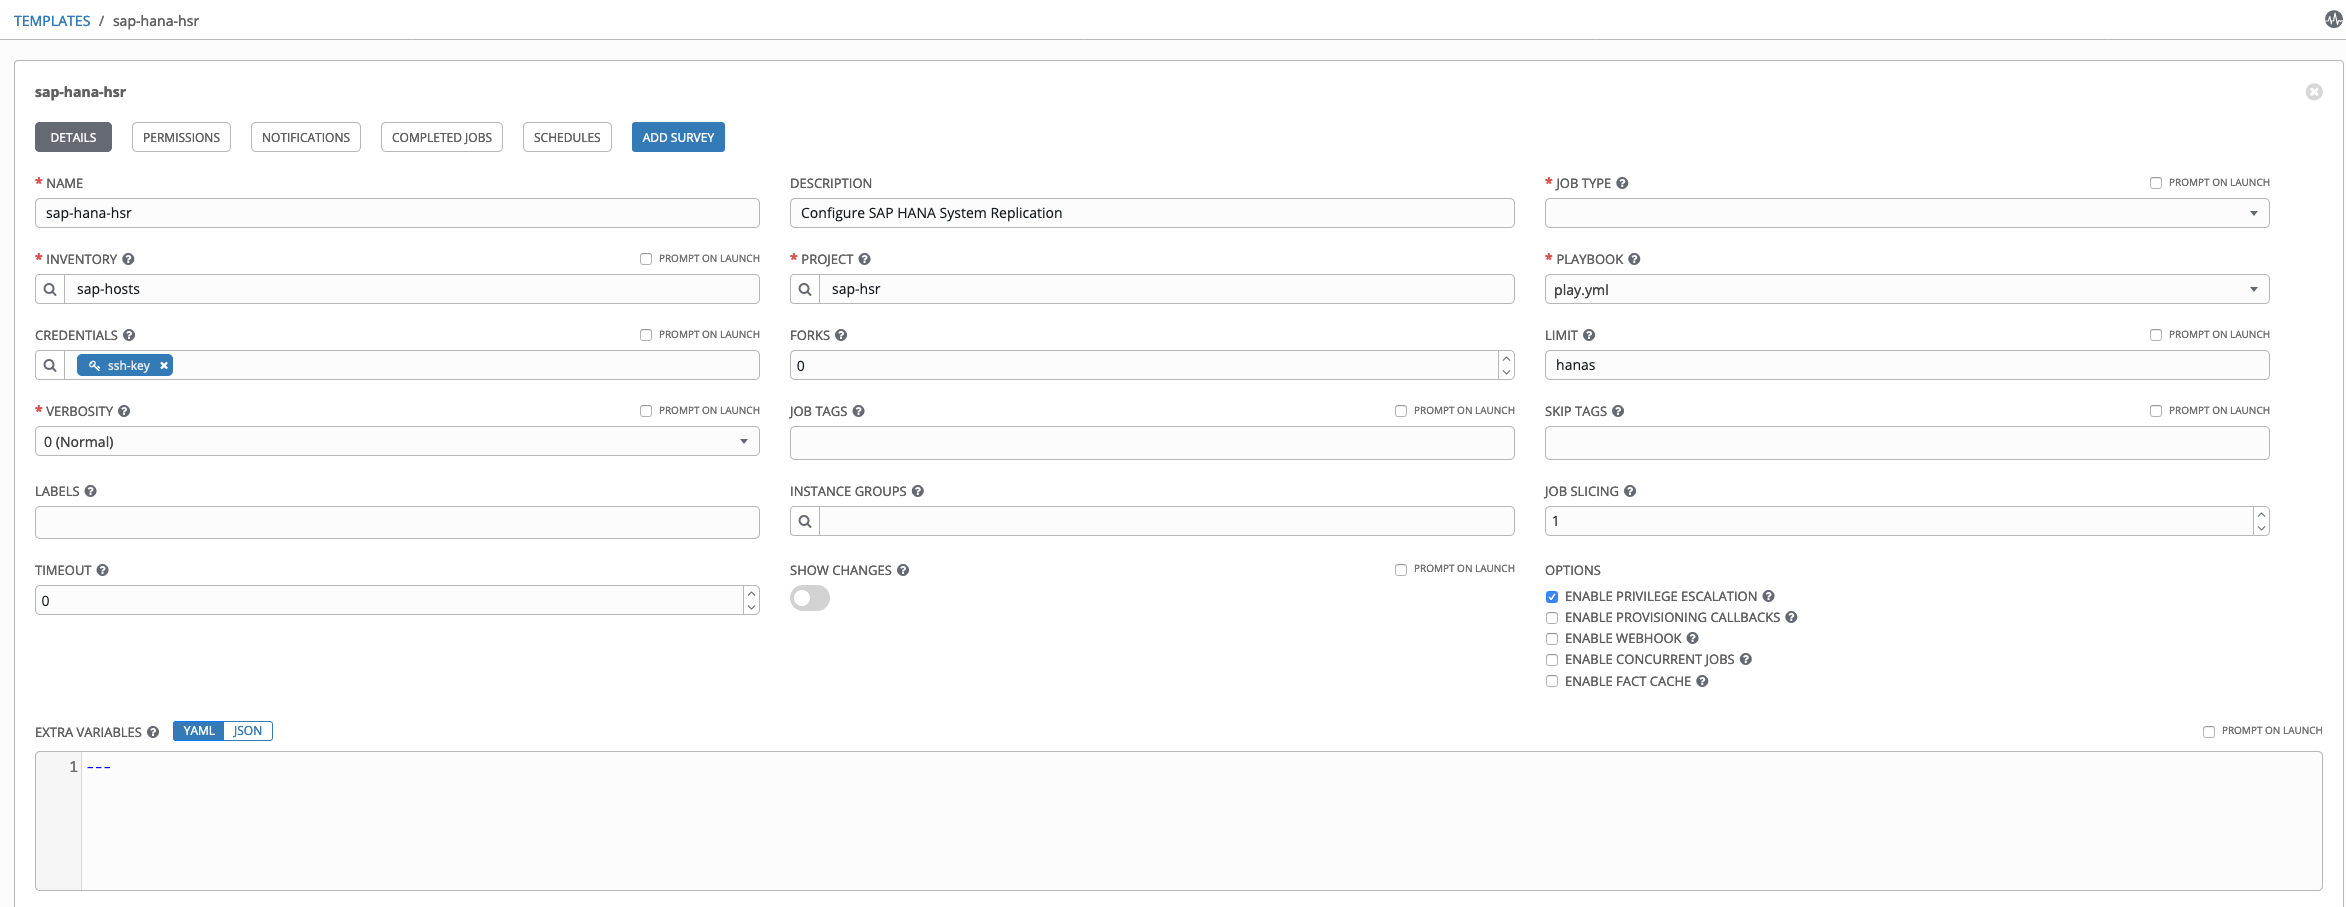 TEMPLATES / sap-hana-hsr
sap-hana-hsr
DETAILS PERMISSIONS NOTIFICATIONS COMPLETED JOBS SCHEDULES ADD SURVEY
* NAME DESCRIPTION * JOB TYPE PROMPT ON LAUNCH
sap-hana-hsr Configure SAP HANA System Replication
* INVENTORY PROMPT ON LAUNCH * PROJECT * PLAYBOOK
sap-hosts sap-hsr play.yml
CREDENTIALS PROMPT ON LAUNCH FORKS LIMIT PROMPT ON LAUNCH
ssh-key 0 hanas
* VERBOSITY PROMPT ON LAUNCH JOB TAGS PROMPT ON LAUNCH SKIP TAGS PROMPT ON LAUNCH
0 (Normal)
LABELS INSTANCE GROUPS JOB SLICING
1
TIMEOUT SHOW CHANGES PROMPT ON LAUNCH OPTIONS
0
ENABLE PRIVILEGE ESCALATION
ENABLE PROVISIONING CALLBACKS
ENABLE WEBHOOK
ENABLE CONCURRENT JOBS
ENABLE FACT CACHE
EXTRA VARIABLES YAML JSON PROMPT ON LAUNCH
1 ---